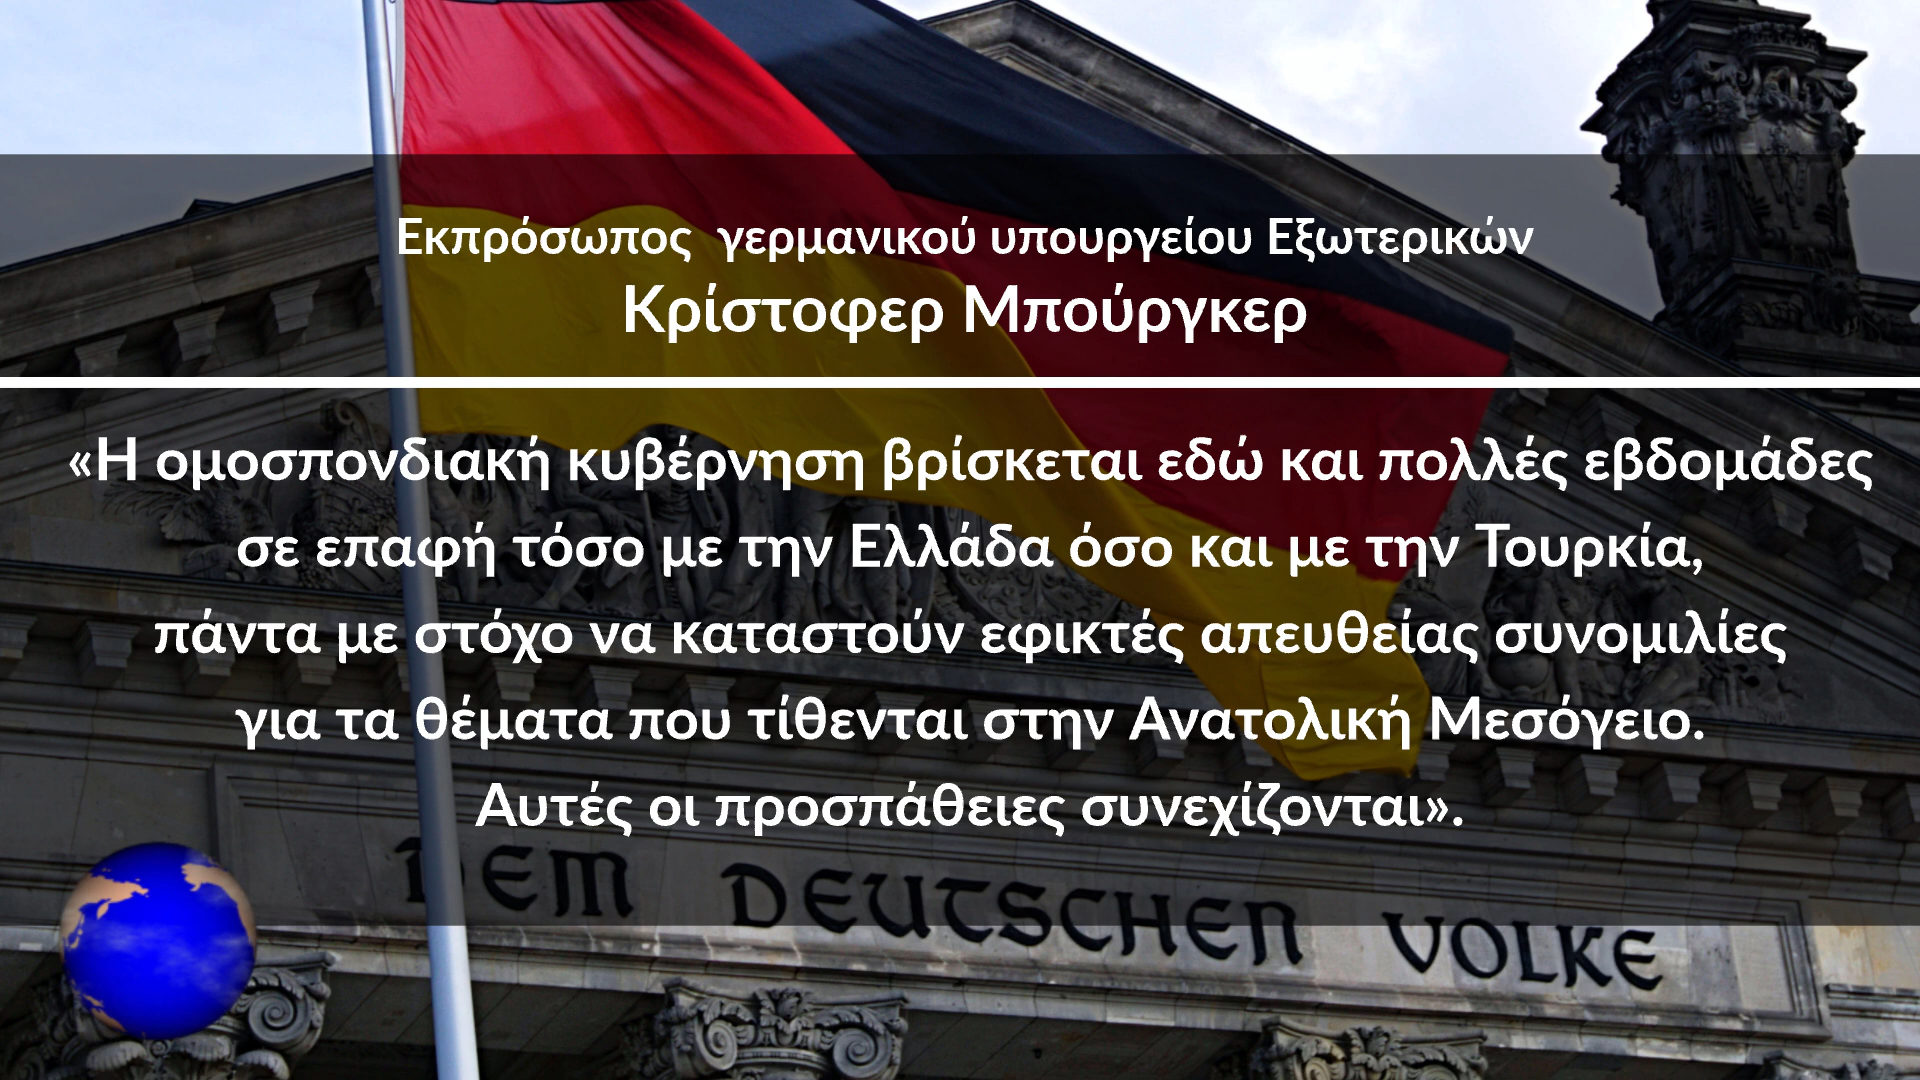 Εκπρόσωπος  γερμανικού υπουργείου Εξωτερικών
Κρίστοφερ Μπούργκερ
«Η ομοσπονδιακή κυβέρνηση βρίσκεται εδώ και πολλές εβδομάδες
σε επαφή τόσο με την Ελλάδα όσο και με την Τουρκία,
πάντα με στόχο να καταστούν εφικτές απευθείας συνομιλίες
για τα θέματα που τίθενται στην Ανατολική Μεσόγειο.
Αυτές οι προσπάθειες συνεχίζονται».
DEM DEUTSCHEN VOLKE